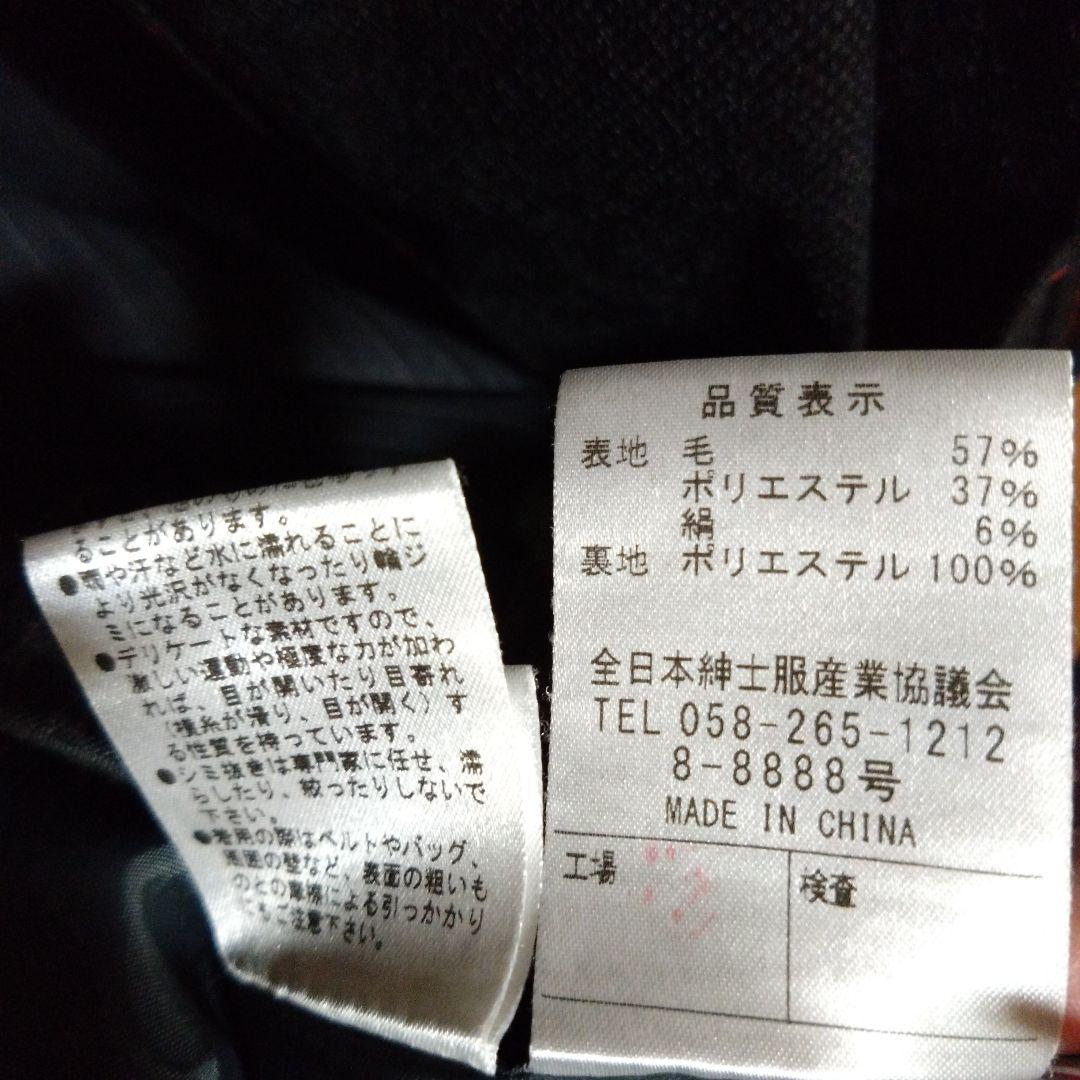 ることがあります。
●雨や汗など水に濡れることに
より光沢がなくなったり輪ジ
ミになることがあります。
●デリケートな素材ですので、
激しい運動や極度な力が加わ
れば、目が開いたり目寄れ
(横糸が滑り、目が開く)す
る性質を持っています。
●シミ抜きは専門家に任せ、濡
らしたり、絞ったりしないで
下さい。
●着用の際はベルトやバッグ、
の壁など、表面の粗いも
のとの摩擦による引っかかり
にもご注意下さい。
品質表示
表地 毛 57%
ポリエステル 37%
絹 6%
裏地 ポリエステル 100%
全日本紳士服産業協議会
TEL 058-265-1212
8-8888号
MADE IN CHINA
工場
検査